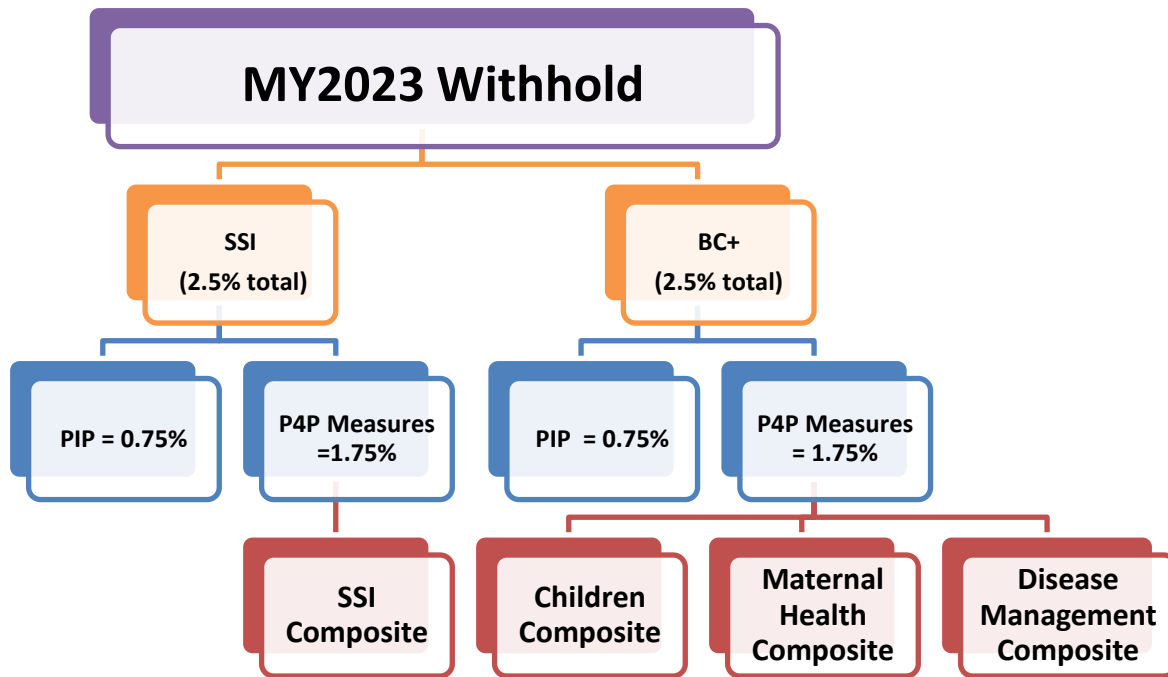 MY2023 Withhold
SSI
(2.5% total)
BC+
(2.5% total)
PIP = 0.75%
P4P Measures
=1.75%
PIP  = 0.75%
P4P Measures
= 1.75%
SSI
Composite
Children
Composite
Maternal
Health
Composite
Disease
Management
Composite